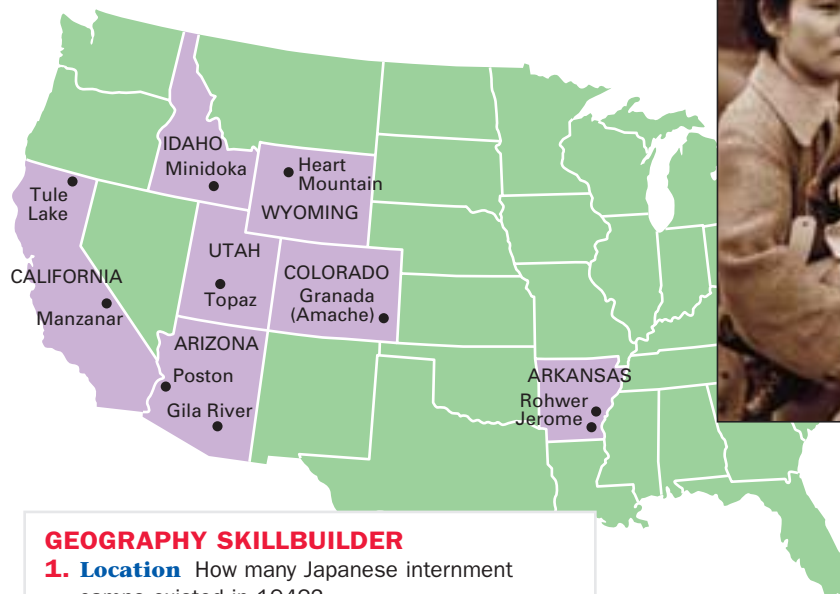 IDAHO
Minidoka
Heart
Mountain
WYOMING
Tule
Lake
UTAH
Topaz
COLORADO
Granada
(Amache)
CALIFORNIA
Manzanar
ARIZONA
Poston
Gila River
ARKANSAS
Rohwer
Jerome
GEOGRAPHY SKILLBUILDER
1. Location How many Japanese internment